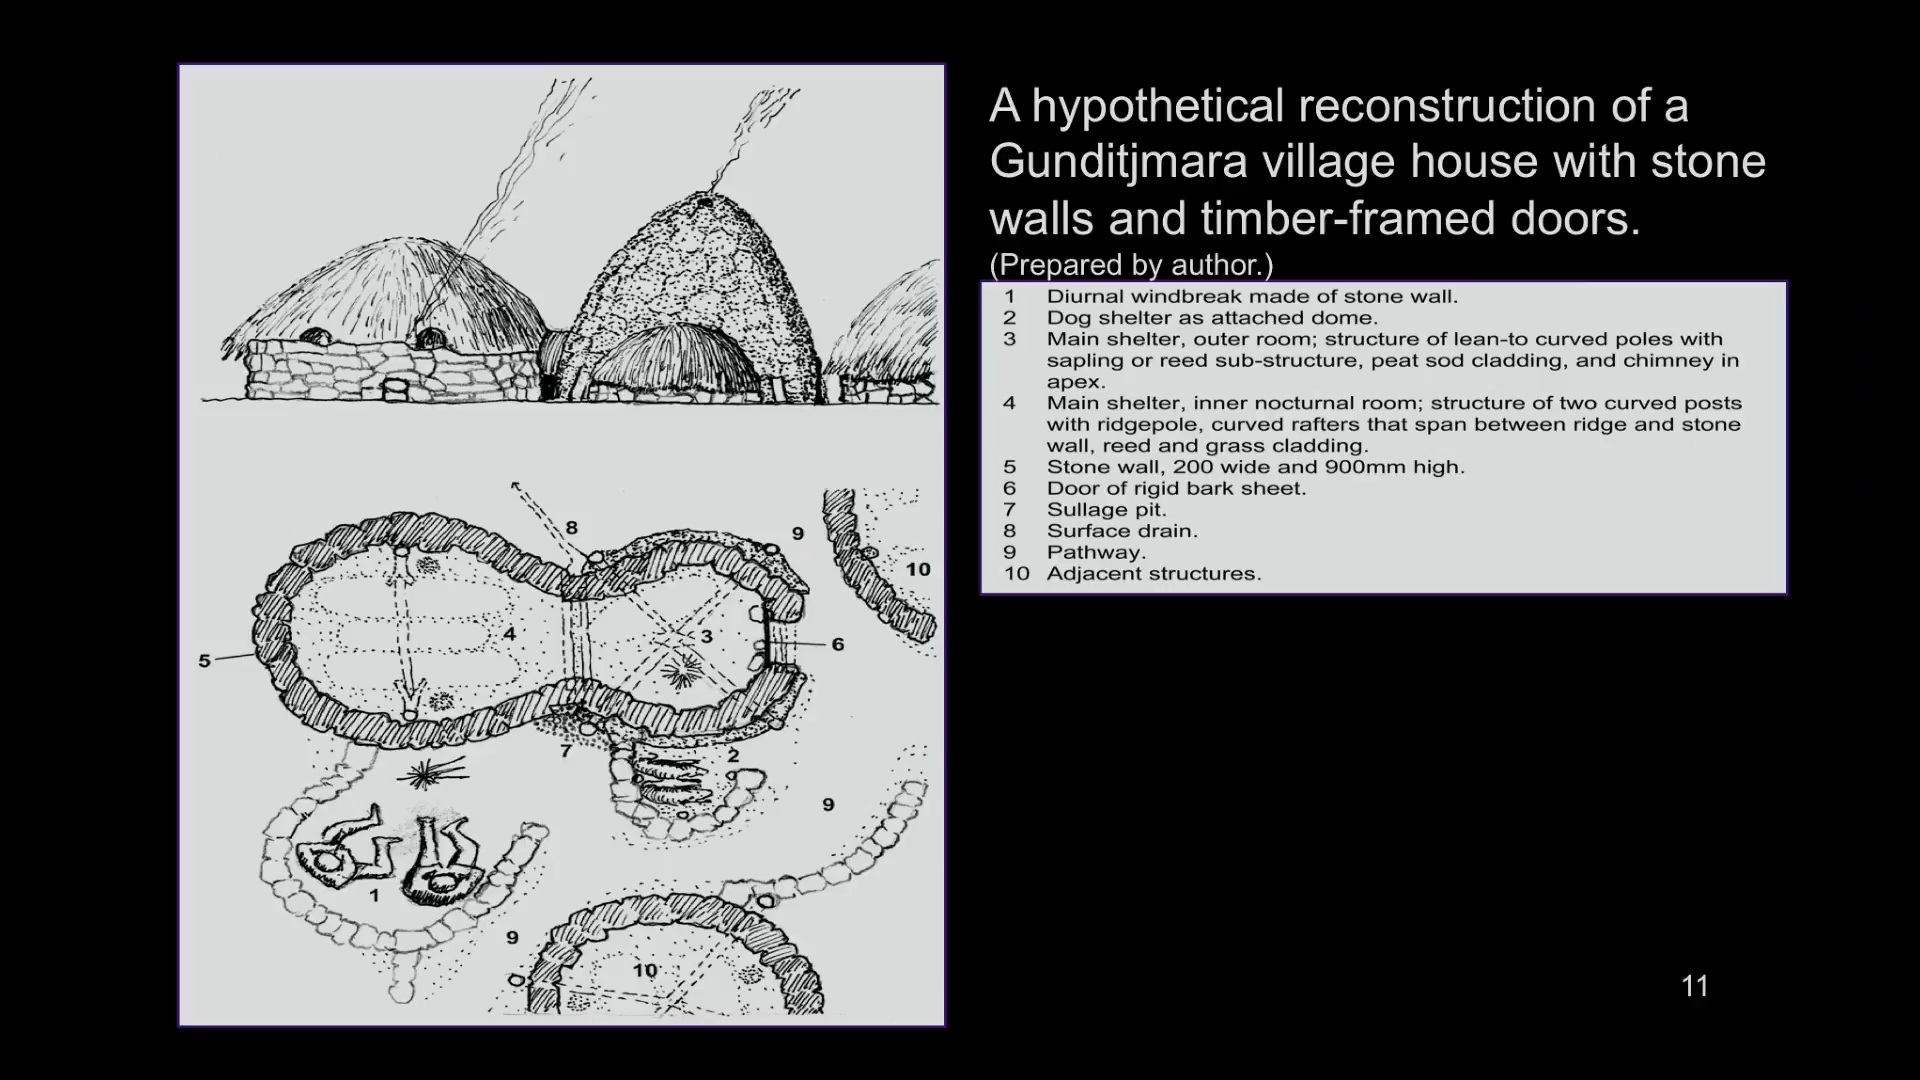 A hypothetical reconstruction of a
Gunditjmara village house with stone
walls and timber-framed doors.
(Prepared by author.)
1 Diurnal windbreak made of stone wall.
2 Dog shelter as attached dome.
3 Main shelter, outer room; structure of lean-to curved poles with
sapling or reed sub-structure, peat sod cladding, and chimney in
apex.
4 Main shelter, inner nocturnal room; structure of two curved posts
with ridgepole, curved rafters that span between ridge and stone
wall, reed and grass cladding.
5 Stone wall, 200 wide and 900mm high.
6 Door of rigid bark sheet.
7 Sullage pit.
8 Surface drain.
9 Pathway.
10 Adjacent structures.
8
9
10
4
3
6
5
7
2
9
1
9
10
11